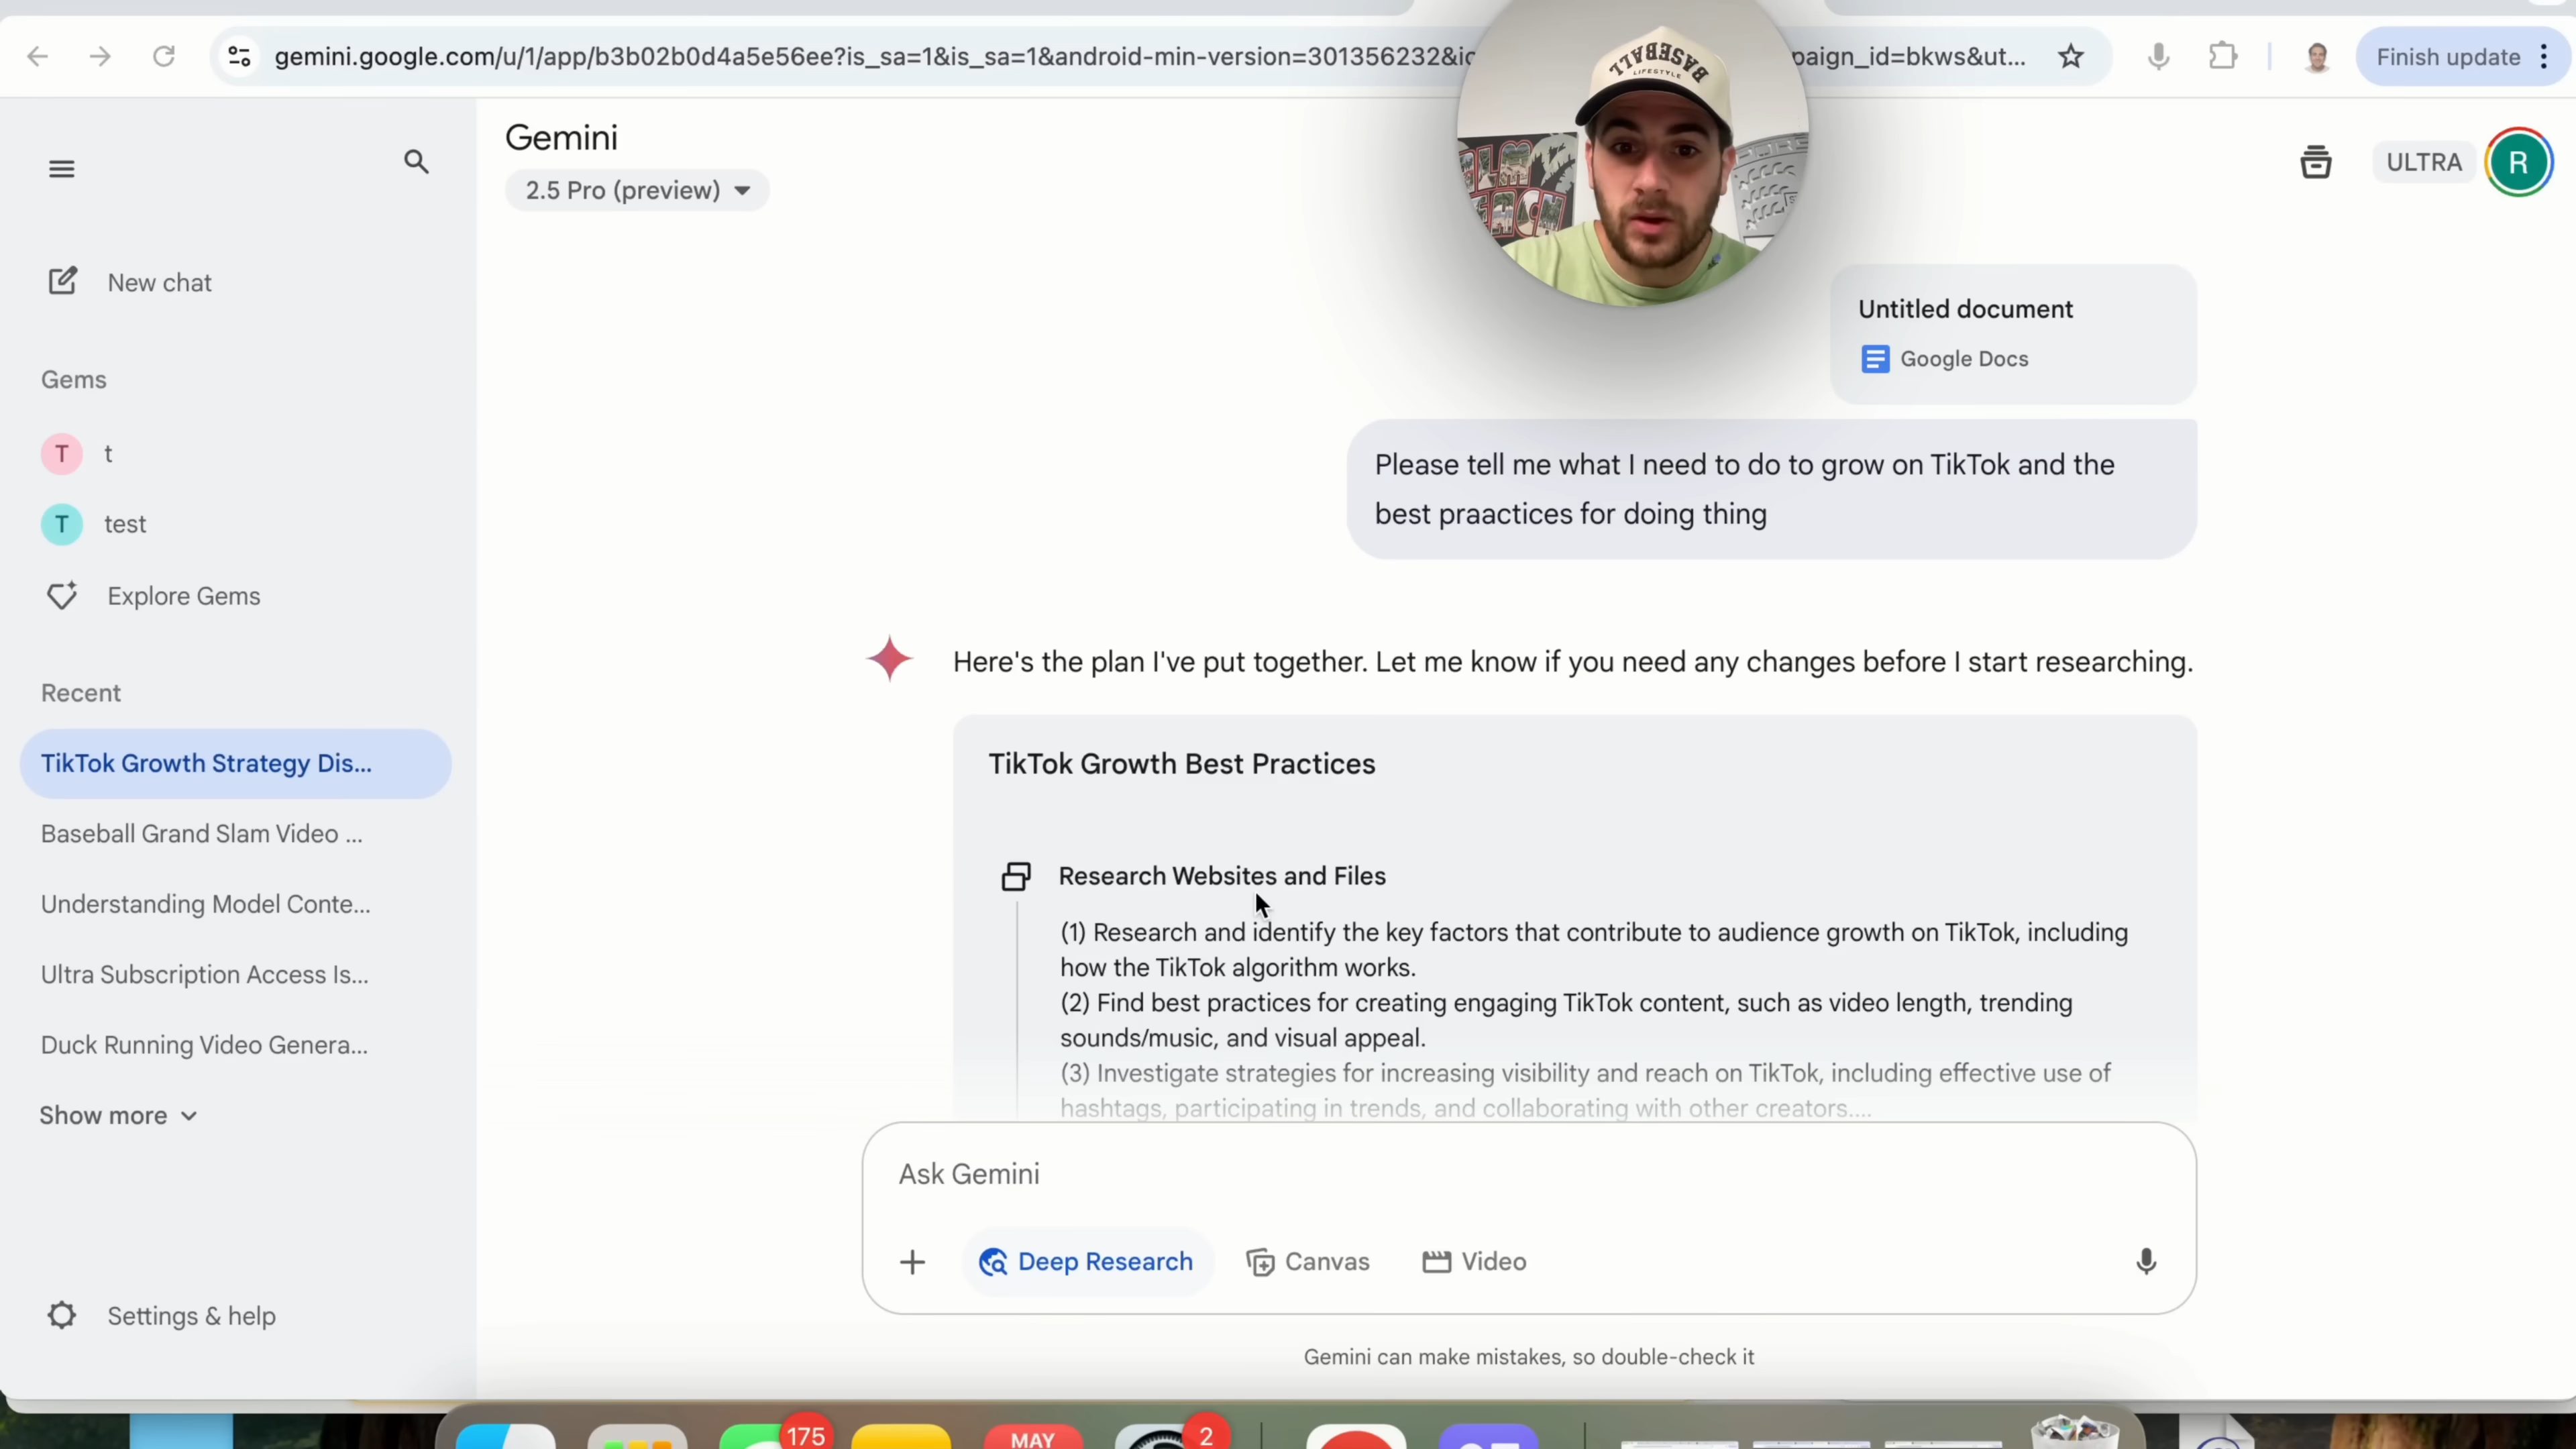 gemini.google.com/u/1/app/b3b02b0d4a5e56ee?is_sa=1&is_sa=1&android-min-version=301356232&
paign_id=bkws&ut...
Finish update
Gemini
2.5 Pro (preview)
ULTRA
R
BASEBALL
LIFESTYLE
New chat
Gems
T t
T test
Explore Gems
Recent
TikTok Growth Strategy Dis...
Baseball Grand Slam Video ...
Understanding Model Conte...
Ultra Subscription Access Is...
Duck Running Video Genera...
Show more
Settings & help
Untitled document
Google Docs
Please tell me what I need to do to grow on TikTok and the
best praactices for doing thing
Here's the plan I've put together. Let me know if you need any changes before I start researching.
TikTok Growth Best Practices
Research Websites and Files
(1) Research and identify the key factors that contribute to audience growth on TikTok, including
how the TikTok algorithm works.
(2) Find best practices for creating engaging TikTok content, such as video length, trending
sounds/music, and visual appeal.
(3) Investigate strategies for increasing visibility and reach on TikTok, including effective use of
hashtags, participating in trends, and collaborating with other creators....
Ask Gemini
Deep Research
Canvas
Video
Gemini can make mistakes, so double-check it
175
MAY
2